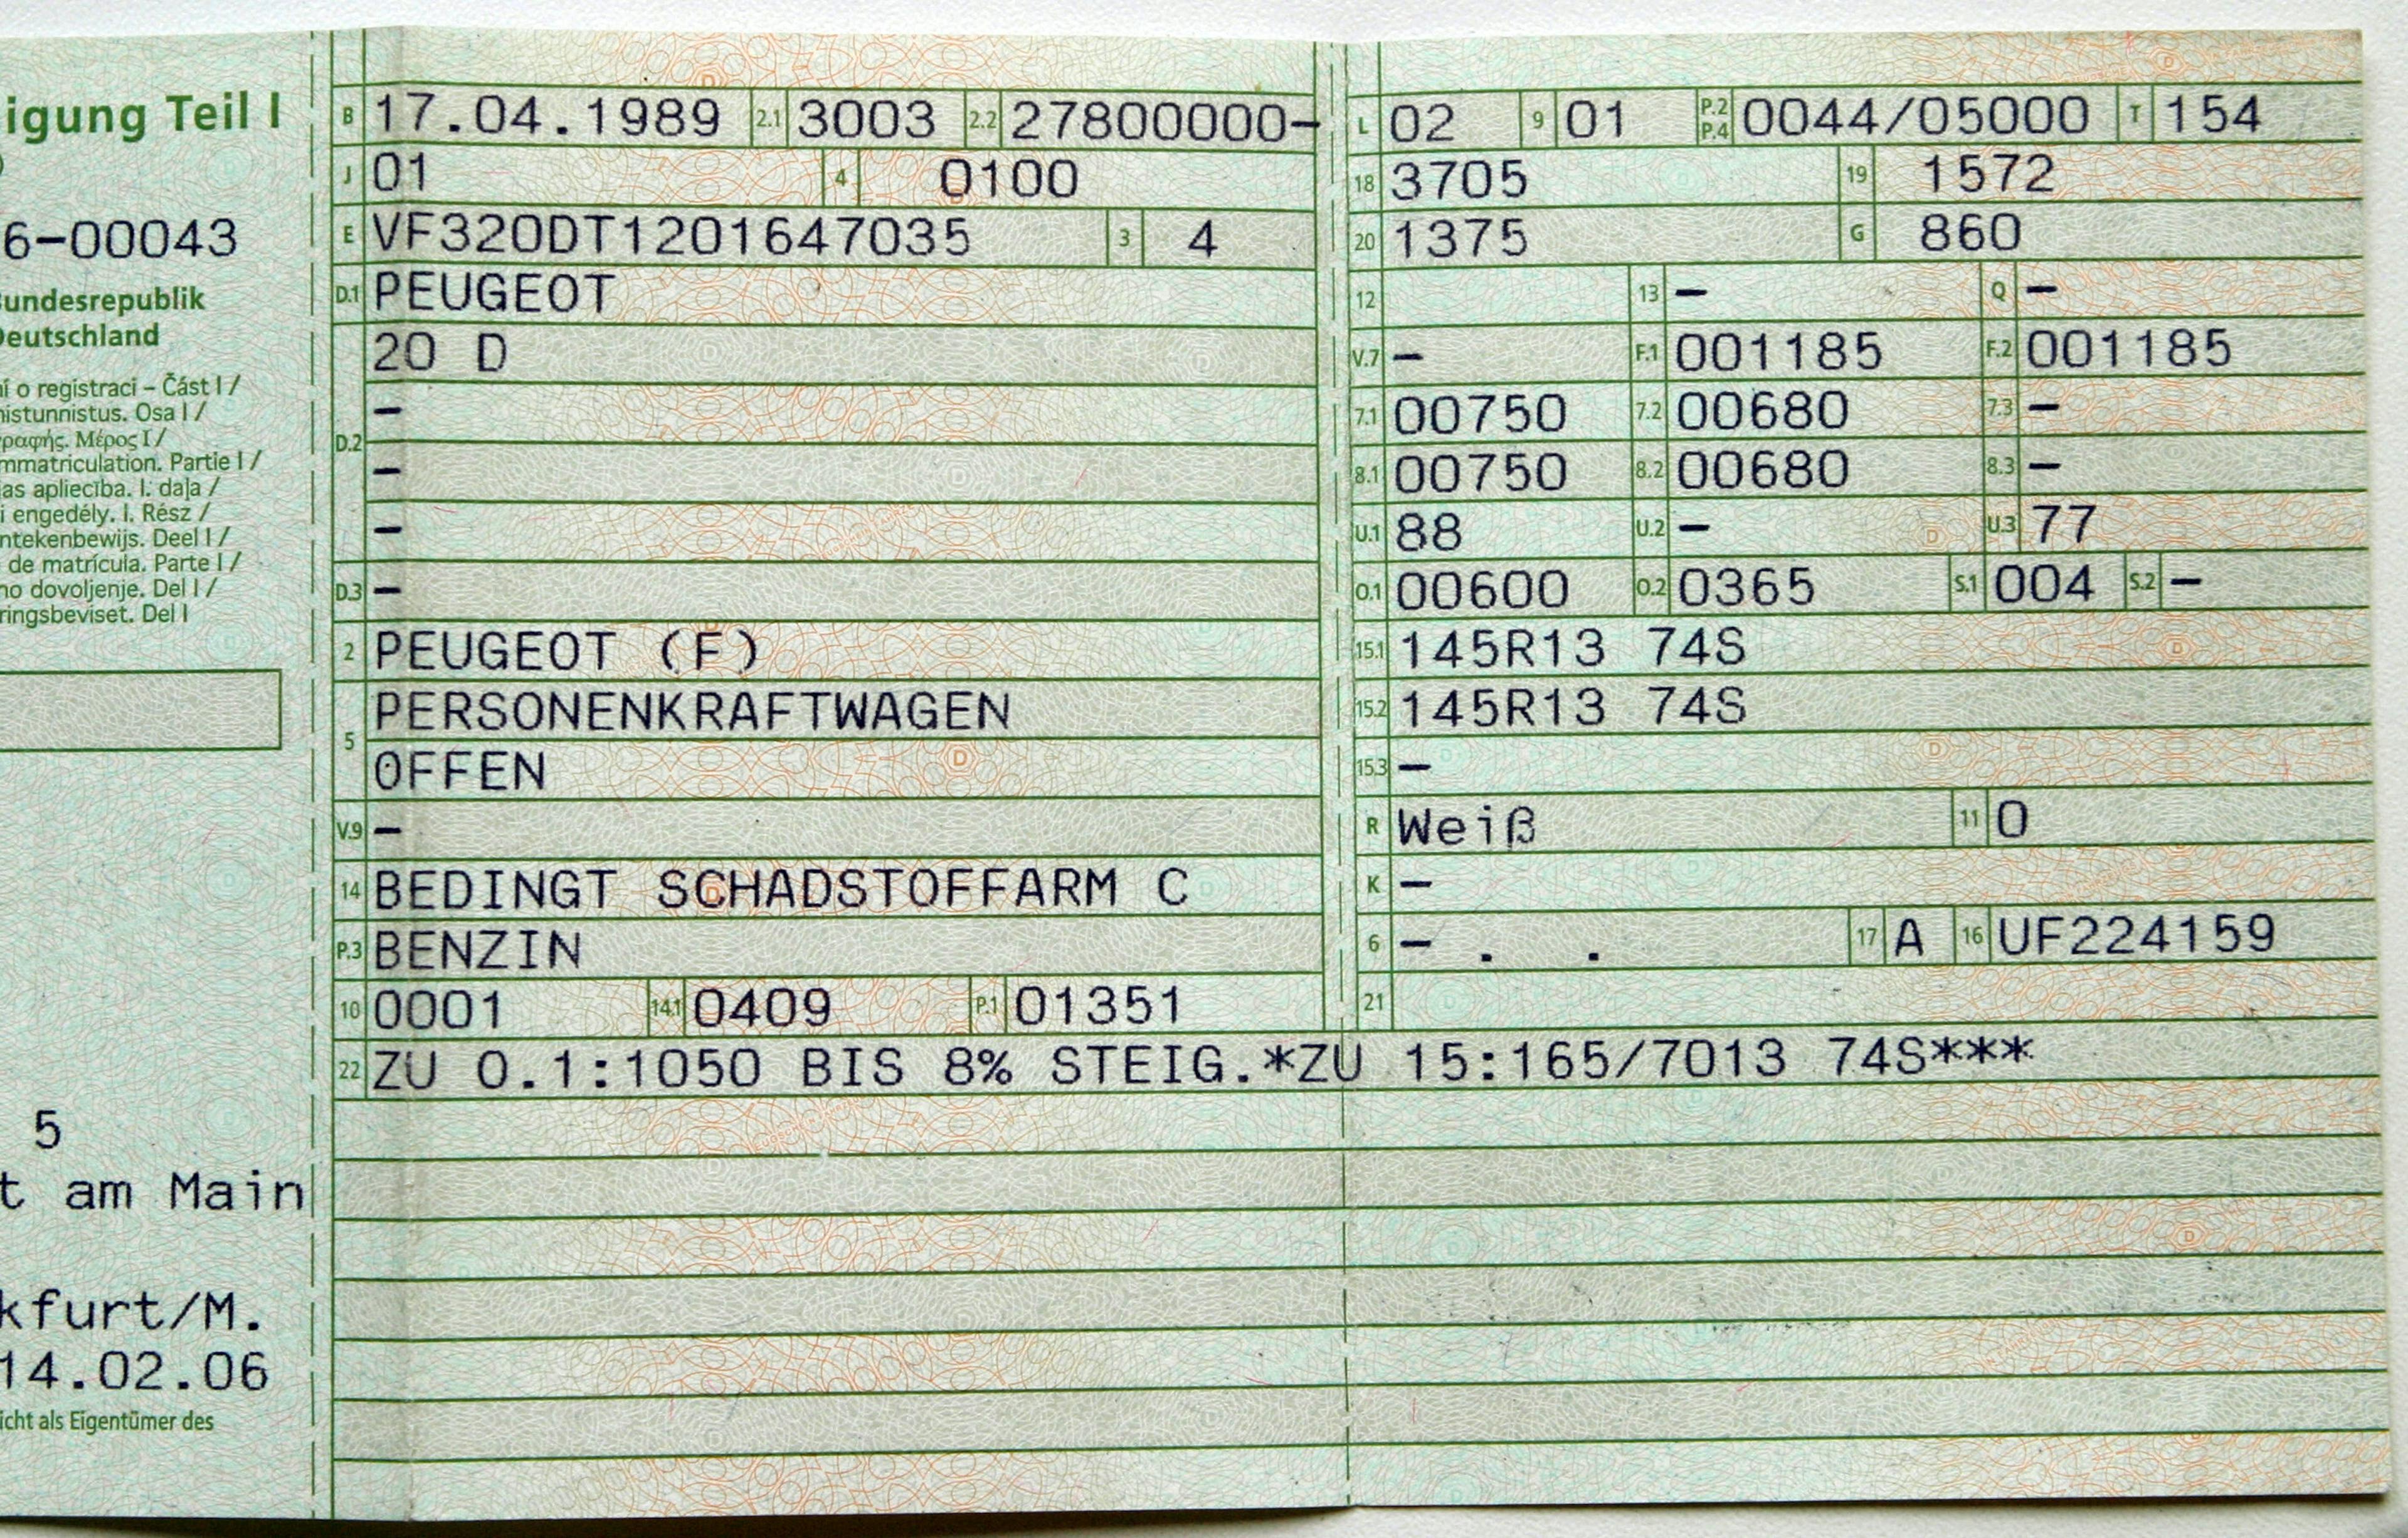 igung Teil I
6-00043
undesrepublik
Deutschland
ní o registraci – Část I /
nistunnistus. Osa I /
γραφής. Μέρος I /
mmatriculation. Partie I /
as apliecība. I. daļa /
i engedély. I. Rész /
ntekenbewijs. Deel I /
de matrícula. Parte I /
no dovoljenje. Del I /
ringsbeviset. Del I
5
t am Main
kfurt/M.
14.02.06
icht als Eigentümer des
B 17.04.1989 2.1 3003 2.2 27800000-
J 01 4 0100
E VF320DT1201647035 3 4
D.1 PEUGEOT
20 D
D.2 –
–
–
D.3 –
2 PEUGEOT (F)
5 PERSONENKRAFTWAGEN
OFFEN
V.9 –
14 BEDINGT SCHADSTOFFARM C
P.3 BENZIN
10 0001 14.1 0409 P.1 01351
L 02 9 01 P.2 P.4 0044/05000 T 154
18 3705 19 1572
20 1375 G 860
12 13 – Q –
V.7 – F.1 001185 F.2 001185
7.1 00750 7.2 00680 7.3 –
8.1 00750 8.2 00680 8.3 –
U.1 88 U.2 – U.3 77
O.1 00600 O.2 0365 S.1 004 S.2 –
15.1 145R13 74S
15.2 145R13 74S
15.3 –
R Weiß 11 0
K –
6 – . . 17 A 16 UF224159
21
22 ZU 0.1:1050 BIS 8% STEIG.*ZU 15:165/7013 74S***